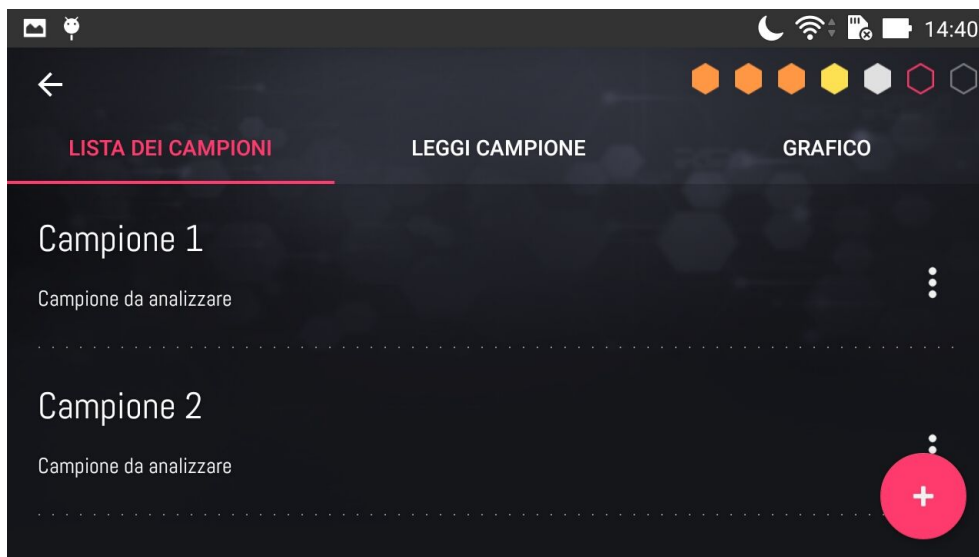 14:40
LISTA DEI CAMPIONI
LEGGI CAMPIONE
GRAFICO
Campione 1
Campione da analizzare
Campione 2
Campione da analizzare
+